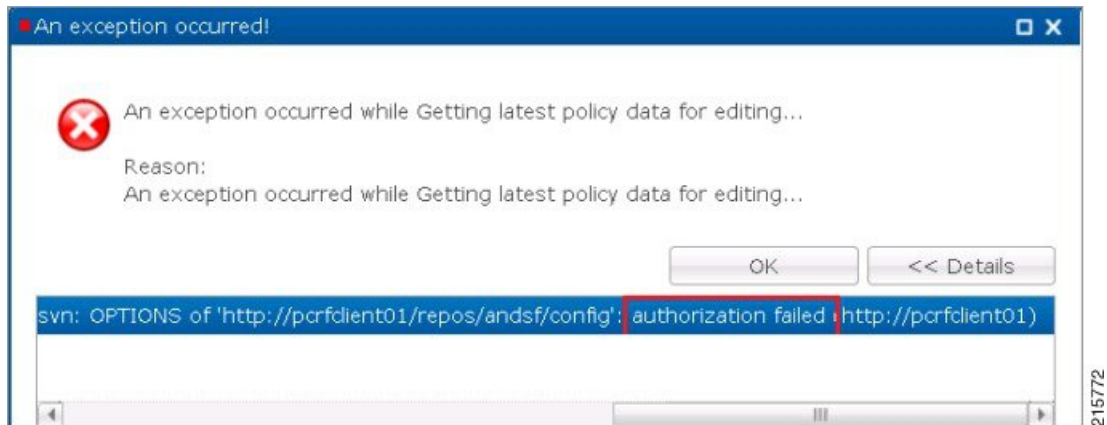 An exception occurred!
An exception occurred while Getting latest policy data for editing...
Reason:
An exception occurred while Getting latest policy data for editing...
OK
<< Details
svn: OPTIONS of 'http://pcrfclient01/repos/andsf/config': authorization failed (http://pcrfclient01)
215772